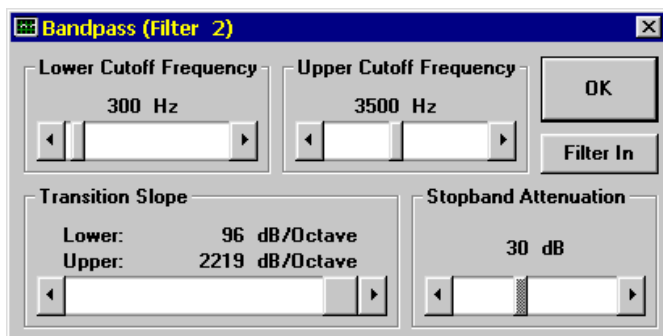 Bandpass (Filter 2)
Lower Cutoff Frequency
300 Hz
Upper Cutoff Frequency
3500 Hz
OK
Filter In
Transition Slope
Lower: 96 dB/Octave
Upper: 2219 dB/Octave
Stopband Attenuation
30 dB